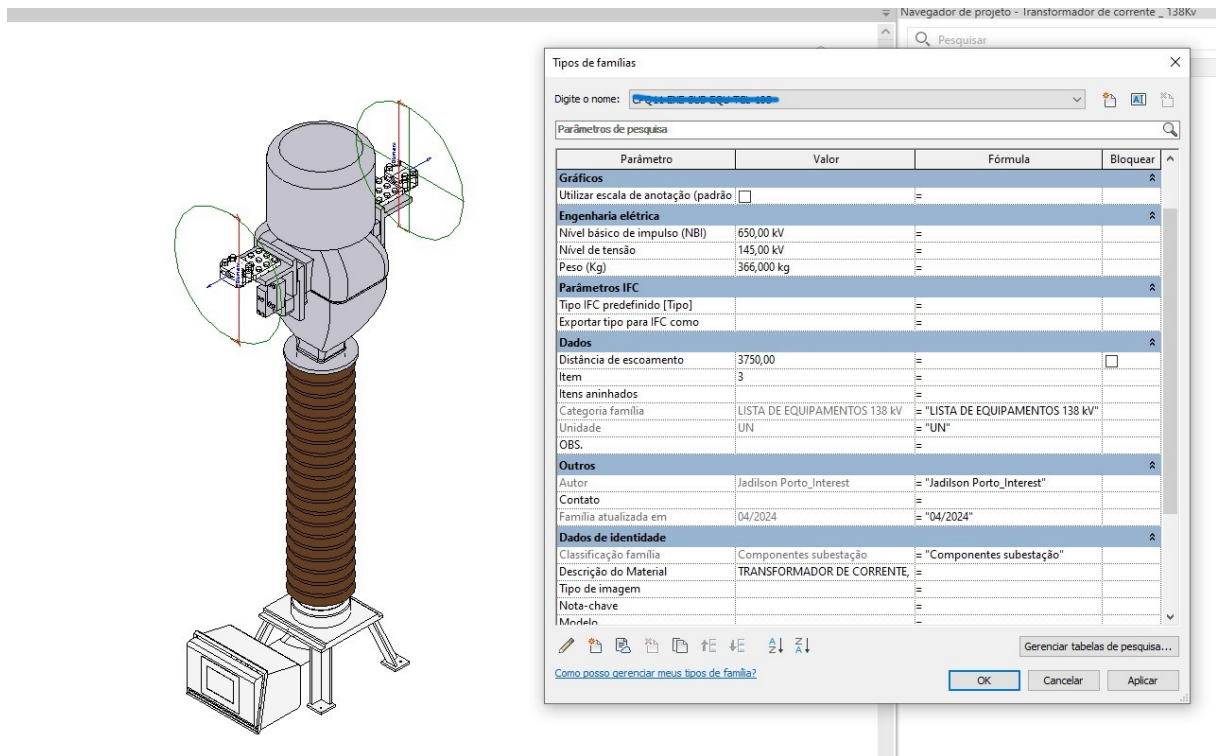 Navegador de projeto - Transformador de corrente _ 138Kv
Pesquisar
Tipos de famílias
Digite o nome:
Parâmetros de pesquisa
Parâmetro Valor Fórmula Bloquear
Gráficos
Utilizar escala de anotação (padrão =
Engenharia elétrica
Nível básico de impulso (NBI) 650,00 kV =
Nível de tensão 145,00 kV =
Peso (Kg) 366,000 kg =
Parâmetros IFC
Tipo IFC predefinido [Tipo] =
Exportar tipo para IFC como =
Dados
Distância de escoamento 3750,00 =
Item 3 =
Itens aninhados =
Categoria família LISTA DE EQUIPAMENTOS 138 kV = "LISTA DE EQUIPAMENTOS 138 kV"
Unidade UN = "UN"
OBS. =
Outros
Autor Jadilson Porto_Interest = "Jadilson Porto_Interest"
Contato =
Família atualizada em 04/2024 = "04/2024"
Dados de identidade
Classificação família Componentes subestação = "Componentes subestação"
Descrição do Material TRANSFORMADOR DE CORRENTE, =
Tipo de imagem =
Nota-chave =
Modelo =
Gerenciar tabelas de pesquisa...
Como posso gerenciar meus tipos de família?
OK Cancelar Aplicar